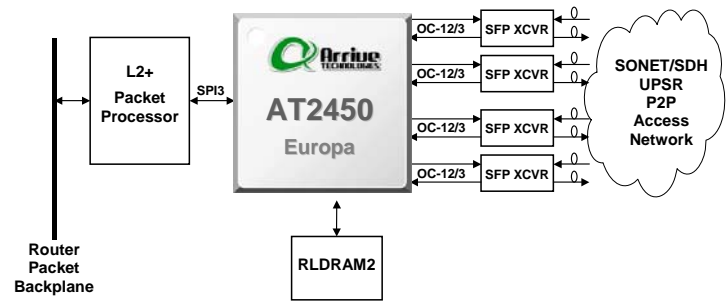 L2+
Packet
Processor
SPI3
Arrive
TECHNOLOGIES
AT2450
Europa
OC-12/3
SFP XCVR
OC-12/3
SFP XCVR
OC-12/3
SFP XCVR
OC-12/3
SFP XCVR
SONET/SDH
UPSR
P2P
Access
Network
RLDRAM2
Router
Packet
Backplane